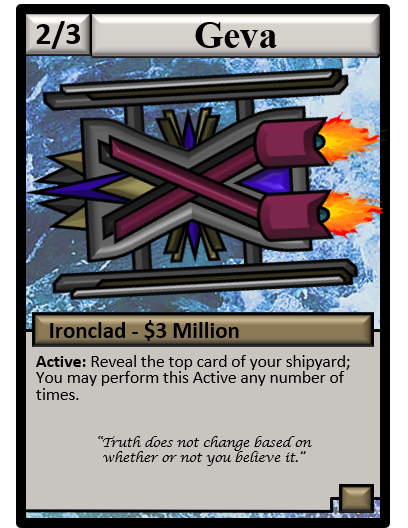 2/3 Geva
Ironclad - $3 Million
Active: Reveal the top card of your shipyard;
You may perform this Active any number of
times.
"Truth does not change based on
whether or not you believe it."